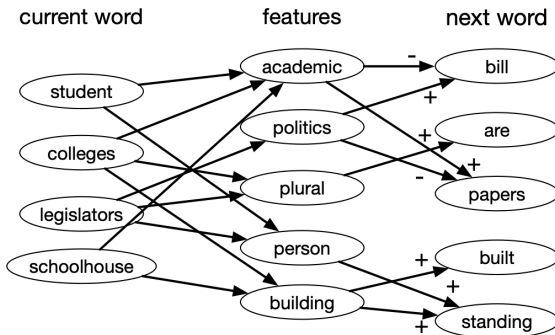 current word features next word
student
colleges
legislators
schoolhouse
academic
politics
plural
person
building
bill
are
papers
built
standing
-
+
+
+
-
+
+
+